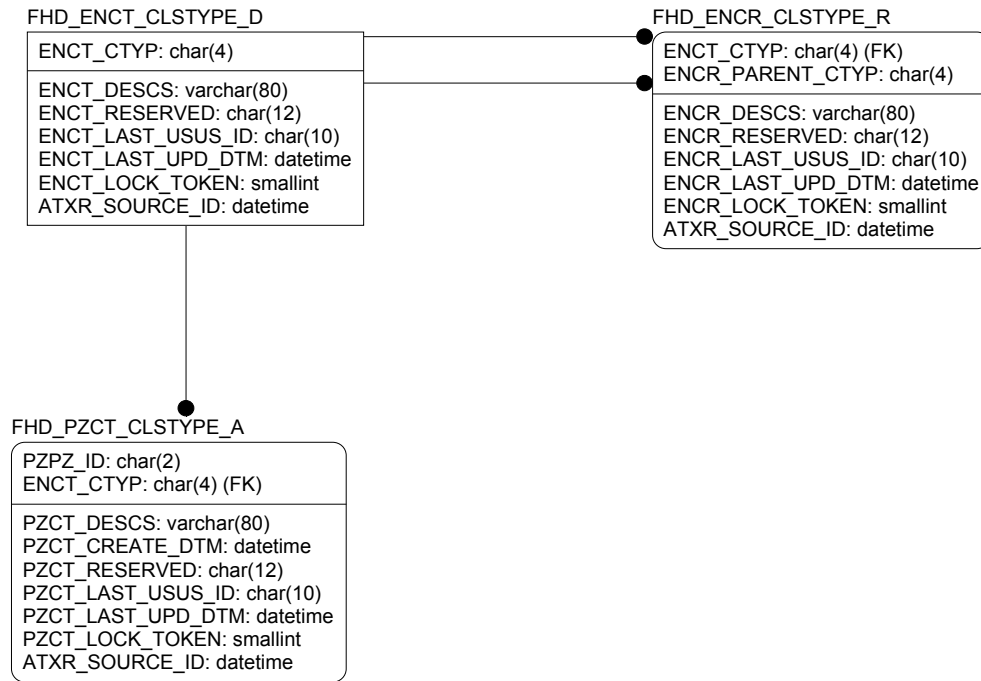 FHD_ENCT_CLSTYPE_D
ENCT_CTYP: char(4)
ENCT_DESCS: varchar(80)
ENCT_RESERVED: char(12)
ENCT_LAST_USUS_ID: char(10)
ENCT_LAST_UPD_DTM: datetime
ENCT_LOCK_TOKEN: smallint
ATXR_SOURCE_ID: datetime
FHD_ENCR_CLSTYPE_R
ENCT_CTYP: char(4) (FK)
ENCR_PARENT_CTYP: char(4)
ENCR_DESCS: varchar(80)
ENCR_RESERVED: char(12)
ENCR_LAST_USUS_ID: char(10)
ENCR_LAST_UPD_DTM: datetime
ENCR_LOCK_TOKEN: smallint
ATXR_SOURCE_ID: datetime
FHD_PZCT_CLSTYPE_A
PZPZ_ID: char(2)
ENCT_CTYP: char(4) (FK)
PZCT_DESCS: varchar(80)
PZCT_CREATE_DTM: datetime
PZCT_RESERVED: char(12)
PZCT_LAST_USUS_ID: char(10)
PZCT_LAST_UPD_DTM: datetime
PZCT_LOCK_TOKEN: smallint
ATXR_SOURCE_ID: datetime